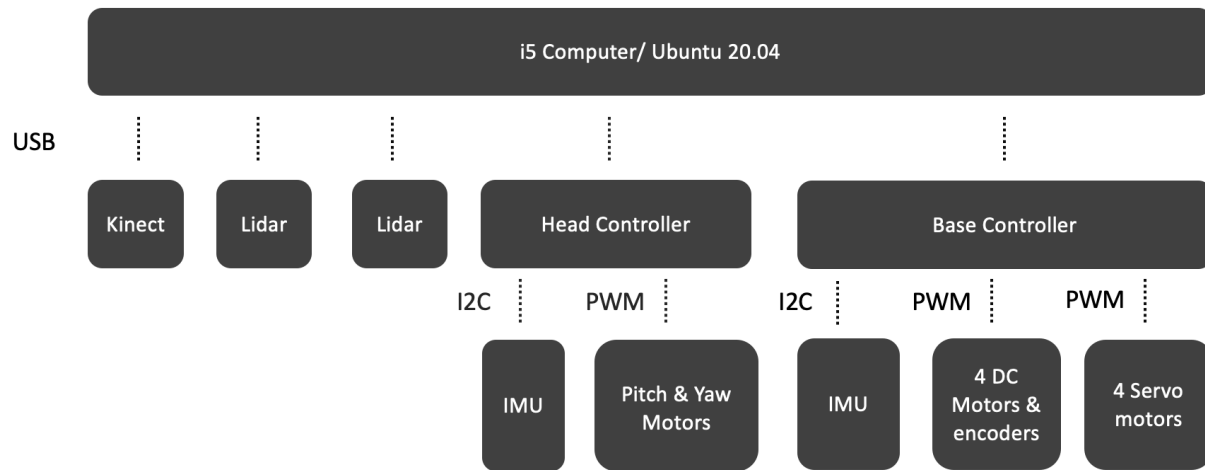 i5 Computer/ Ubuntu 20.04
USB
Kinect
Lidar
Lidar
Head Controller
Base Controller
I2C
PWM
I2C
PWM
PWM
IMU
Pitch & Yaw
Motors
IMU
4 DC
Motors &
encoders
4 Servo
motors